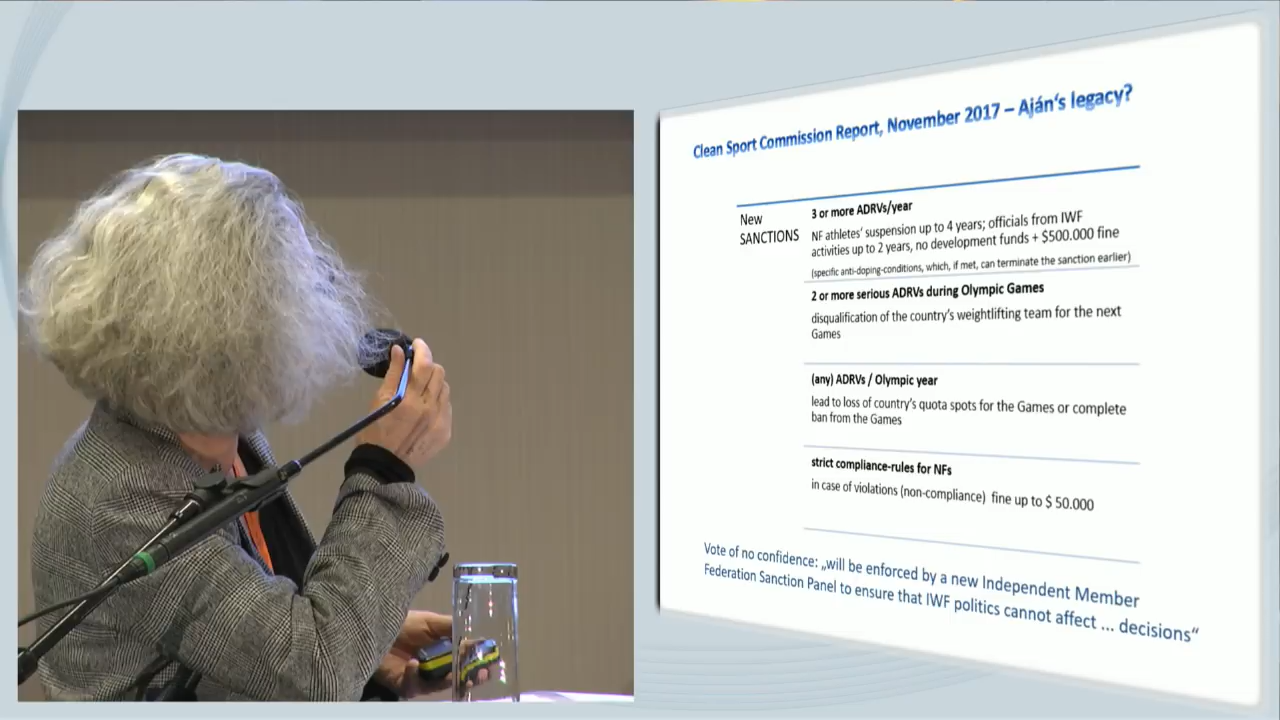 Clean Sport Commission Report, November 2017 – Aján‘s legacy?
New
SANCTIONS
3 or more ADRVs/year
NF athletes‘ suspension up to 4 years; officials from IWF
activities up to 2 years, no development funds + $500.000 fine
(specific anti-doping-conditions, which, if met, can terminate the sanction earlier)
2 or more serious ADRVs during Olympic Games
disqualification of the country’s weightlifting team for the next
Games
(any) ADRVs / Olympic year
lead to loss of country’s quota spots for the Games or complete
ban from the Games
strict compliance-rules for NFs
in case of violations (non-compliance) fine up to $ 50.000
Vote of no confidence: „will be enforced by a new Independent Member
Federation Sanction Panel to ensure that IWF politics cannot affect ... decisions“